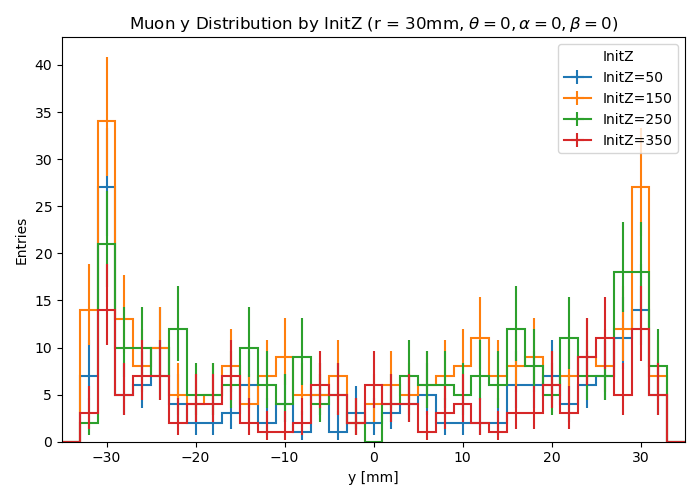 Muon y Distribution by InitZ (r = 30mm, θ = 0, α = 0, β = 0)
InitZ
InitZ=50
InitZ=150
InitZ=250
InitZ=350
Entries
40
35
30
25
20
15
10
5
0
−30 −20 −10 0 10 20 30
y [mm]